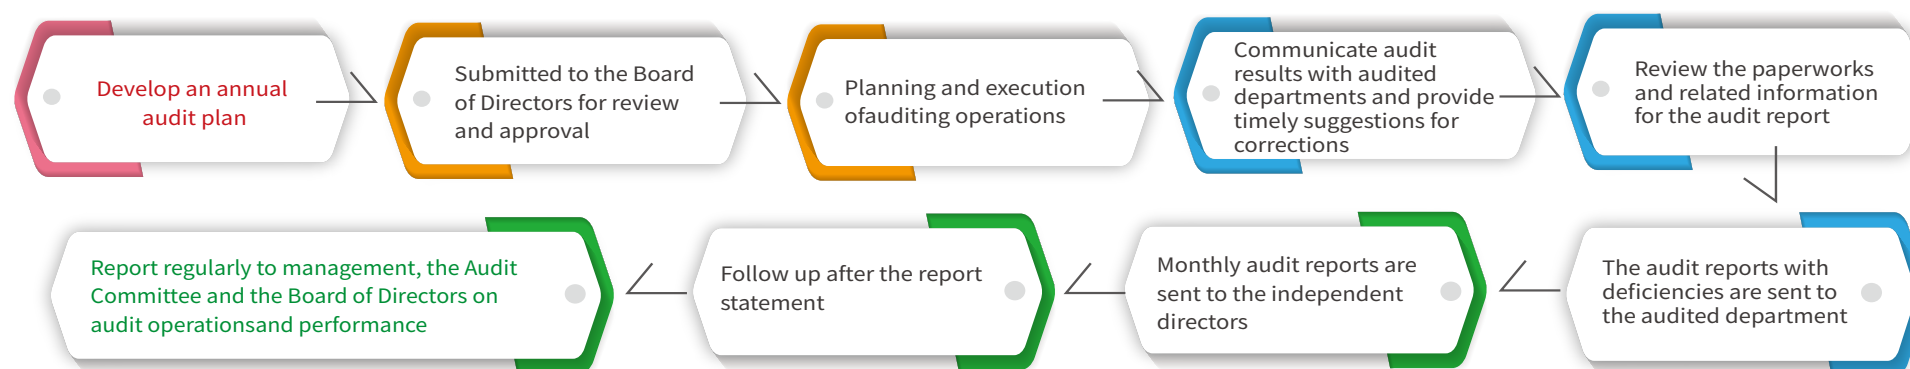 Develop an annual
audit plan
Submitted to the Board
of Directors for review
and approval
Planning and execution
ofauditing operations
Communicate audit
results with audited
departments and provide
timely suggestions for
corrections
Review the paperworks
and related information
for the audit report
The audit reports with
deficiencies are sent to
the audited department
Monthly audit reports are
sent to the independent
directors
Follow up after the report
statement
Report regularly to management, the Audit
Committee and the Board of Directors on
audit operationsand performance